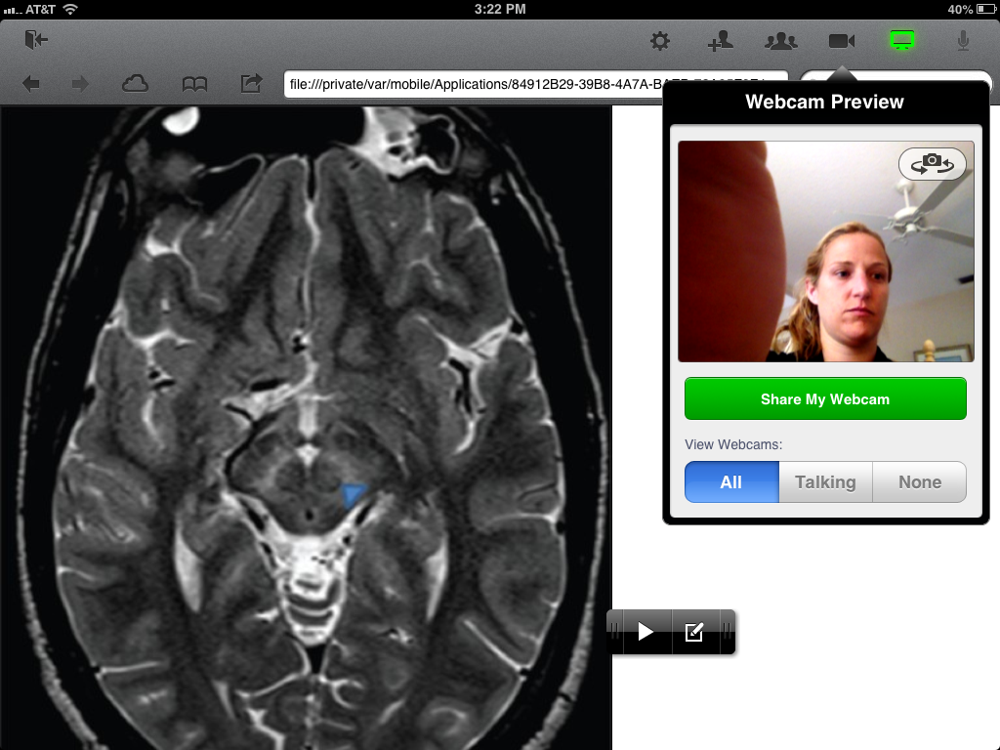 AT&T 3:22 PM 40%
file:///private/var/mobile/Applications/84912B29-39B8-4A7A-
Webcam Preview
Share My Webcam
View Webcams:
All Talking None